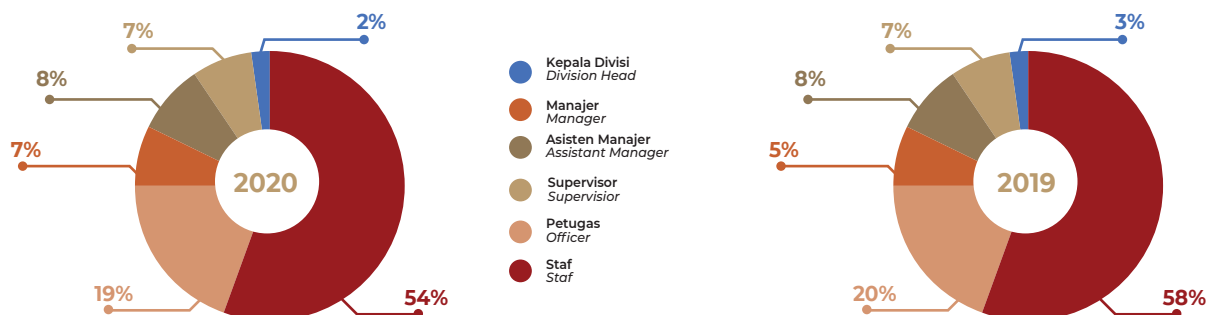 7%
2%
8%
7%
2020
19%
54%
Kepala Divisi
Division Head
Manajer
Manager
Asisten Manajer
Assistant Manager
Supervisor
Supervisior
Petugas
Officer
Staf
Staf
7%
3%
8%
5%
2019
20%
58%